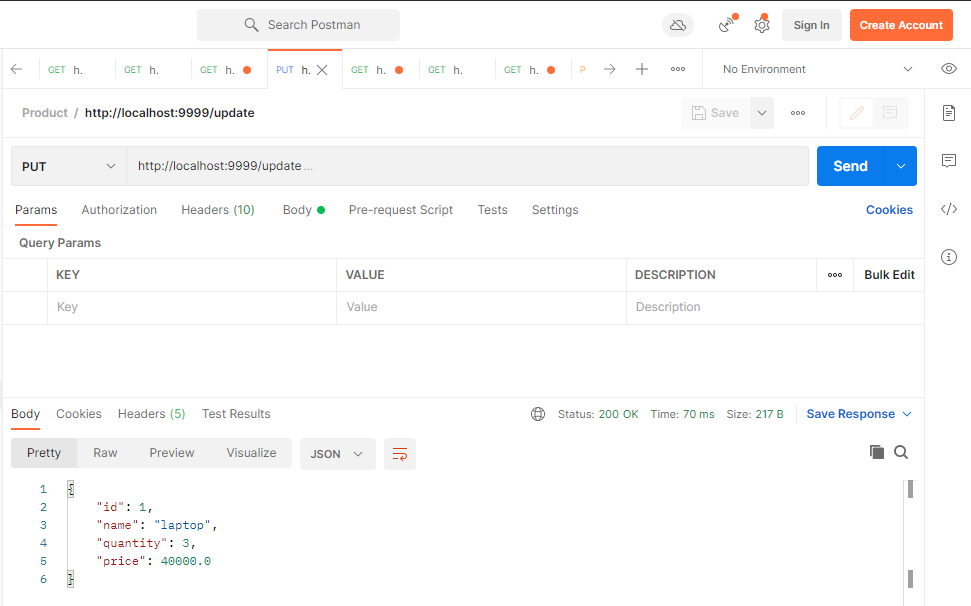 Search Postman
Sign In
Create Account
GET h.
GET h.
GET h.
PUT h.
GET h.
GET h.
GET h.
P
No Environment
Product / http://localhost:9999/update
Save
PUT
http://localhost:9999/update ...
Send
Params Authorization Headers (10) Body Pre-request Script Tests Settings Cookies
Query Params
KEY VALUE DESCRIPTION Bulk Edit
Key Value Description
Body Cookies Headers (5) Test Results Status: 200 OK Time: 70 ms Size: 217 B Save Response
Pretty Raw Preview Visualize JSON
1 {
2 "id": 1,
3 "name": "laptop",
4 "quantity": 3,
5 "price": 40000.0
6 }